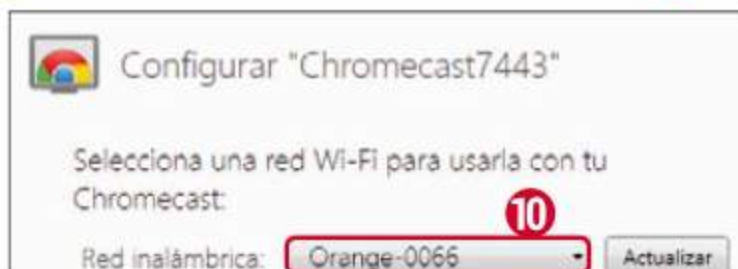 Configurar "Chromecast7443"
Selecciona una red Wi-Fi para usarla con tu
Chromecast:
10
Red inalámbrica: Orange-0066 Actualizar